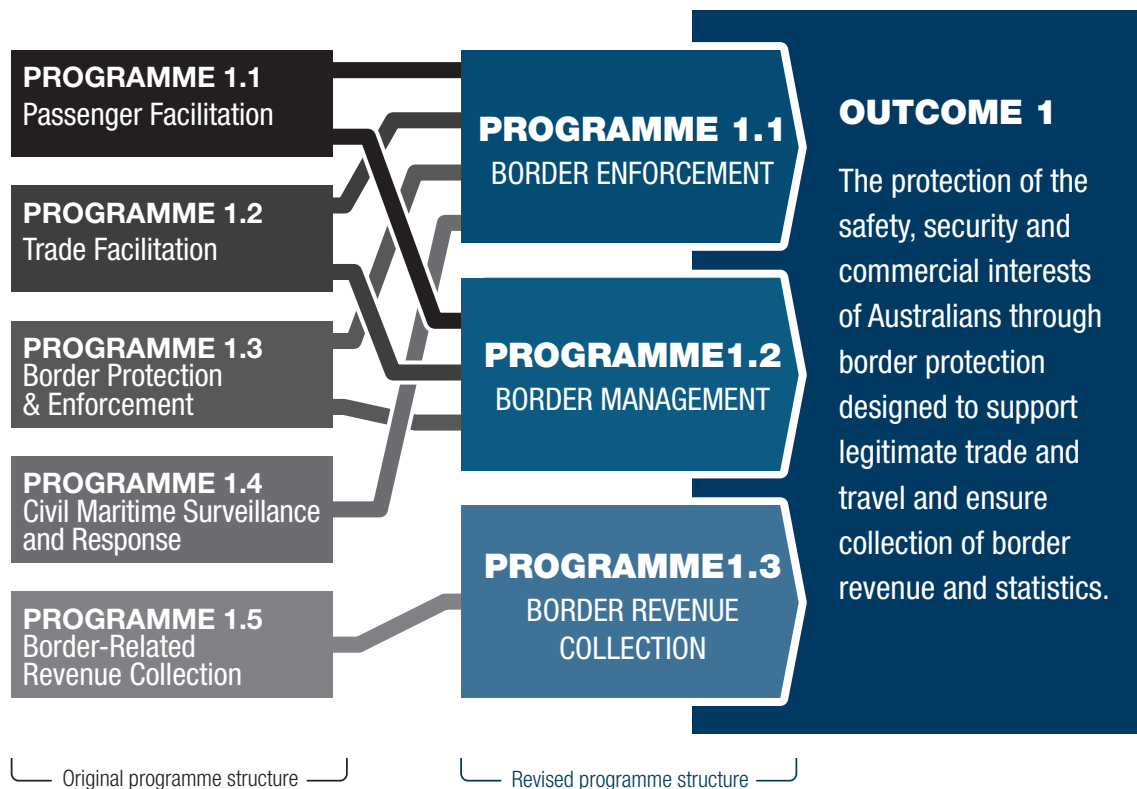 PROGRAMME 1.1
Passenger Facilitation
PROGRAMME 1.2
Trade Facilitation
PROGRAMME 1.3
Border Protection
& Enforcement
PROGRAMME 1.4
Civil Maritime Surveillance
and Response
PROGRAMME 1.5
Border-Related
Revenue Collection
Original programme structure
PROGRAMME 1.1
BORDER ENFORCEMENT
PROGRAMME1.2
BORDER MANAGEMENT
PROGRAMME1.3
BORDER REVENUE
COLLECTION
Revised programme structure
OUTCOME 1
The protection of the
safety, security and
commercial interests
of Australians through
border protection
designed to support
legitimate trade and
travel and ensure
collection of border
revenue and statistics.